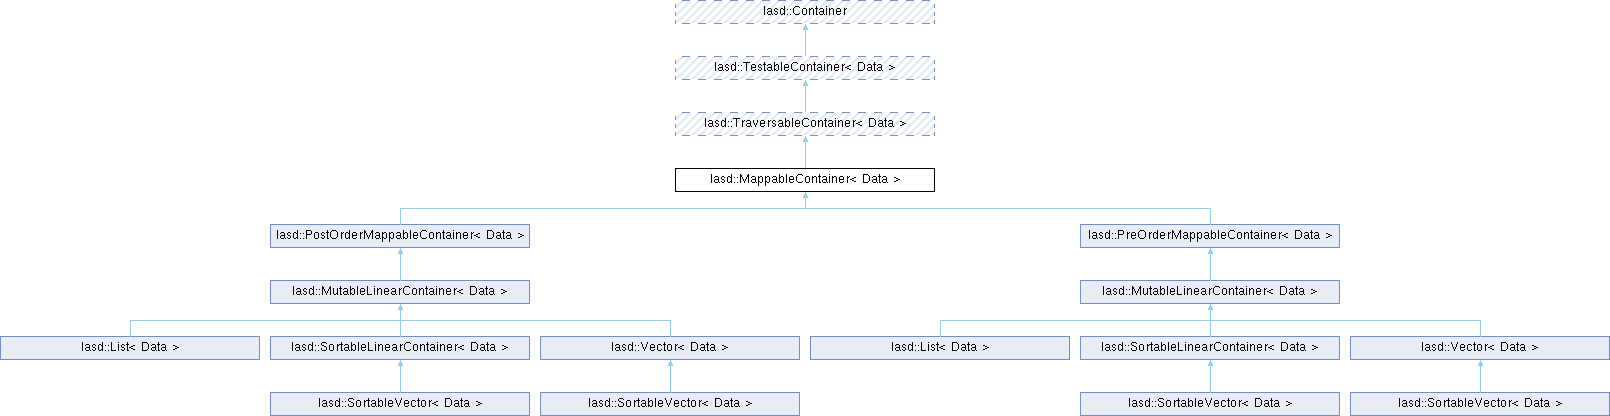 lasd::Container
lasd::TestableContainer< Data >
lasd::TraversableContainer< Data >
lasd::MappableContainer< Data >
lasd::PostOrderMappableContainer< Data >
lasd::PreOrderMappableContainer< Data >
lasd::MutableLinearContainer< Data >
lasd::MutableLinearContainer< Data >
lasd::List< Data >
lasd::SortableLinearContainer< Data >
lasd::Vector< Data >
lasd::List< Data >
lasd::SortableLinearContainer< Data >
lasd::Vector< Data >
lasd::SortableVector< Data >
lasd::SortableVector< Data >
lasd::SortableVector< Data >
lasd::SortableVector< Data >